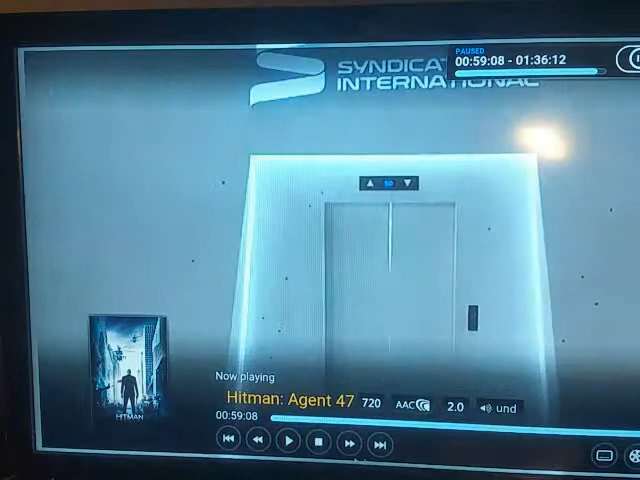 PAUSED
00:59:08 - 01:36:12
SYNDICA
INTERNATIONAL
Now playing
Hitman: Agent 47 720 AAC 2.0 und
00:59:08
HITMAN